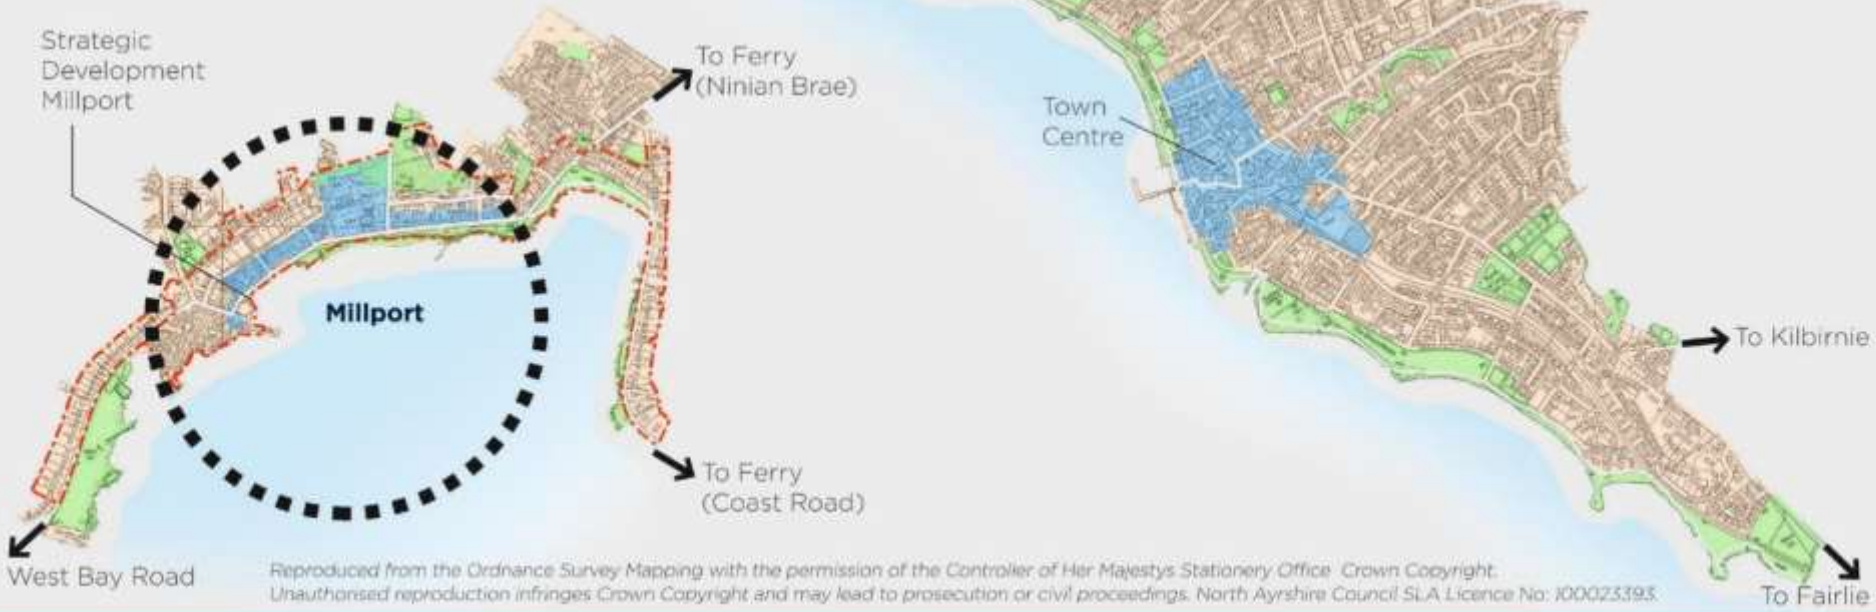 Strategic
Development
Millport
To Ferry
(Ninian Brae)
Town
Centre
Millport
To Kilbirnie
To Ferry
(Coast Road)
West Bay Road
To Fairlie
Reproduced from the Ordnance Survey Mapping with the permission of the Controller of Her Majestys Stationery Office Crown Copyright.
Unauthorised reproduction infringes Crown Copyright and may lead to prosecution or civil proceedings. North Ayrshire Council SLA Licence No: 100023393.